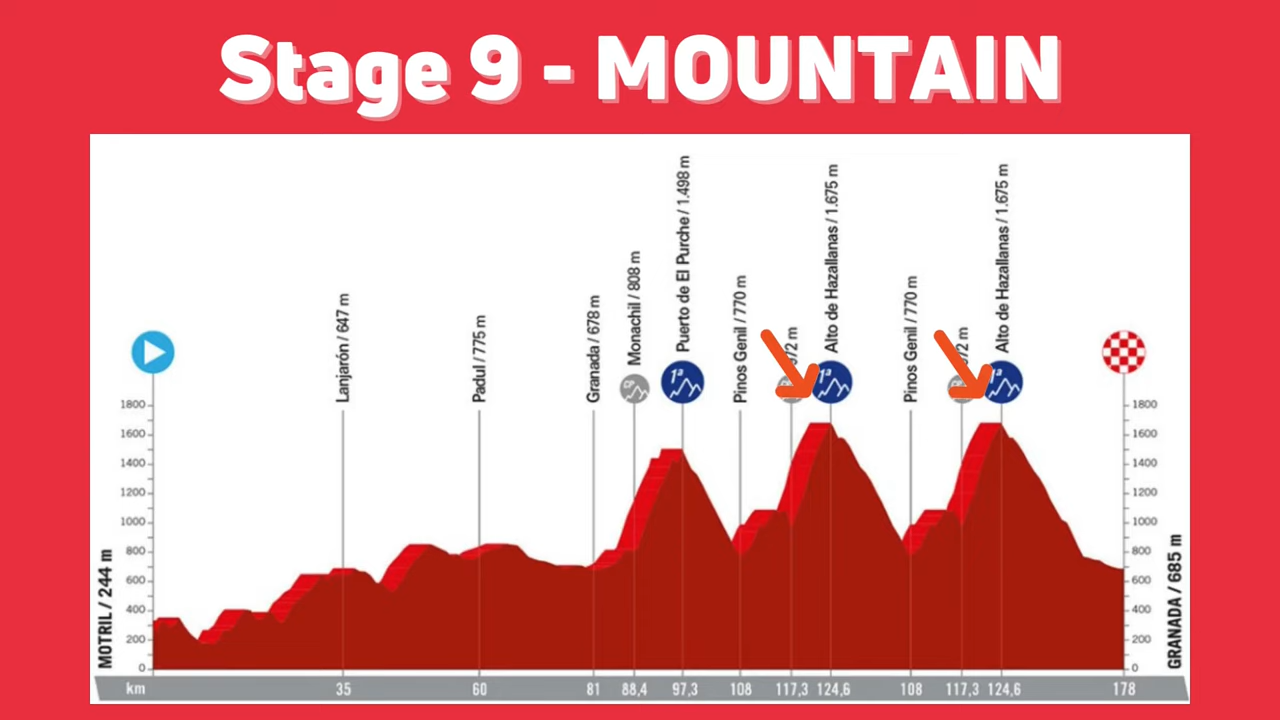 Stage 9 - MOUNTAIN
Lanjarón / 647 m
Padul / 775 m
Granada / 678 m
Monachil / 808 m
Puerto de El Purche / 1.498 m
Pinos Genil / 770 m
Alto de Hazallanas / 1.675 m
Pinos Genil / 770 m
Alto de Hazallanas / 1.675 m
CP
1ª
1ª
1ª
1800
1600
1400
1200
1000
800
600
400
200
0
1800
1600
1400
1200
1000
800
600
400
200
0
MOTRIL / 244 m
GRANADA / 685 m
km 35 60 81 88,4 97,3 108 117,3 124,6 108 117,3 124,6 178